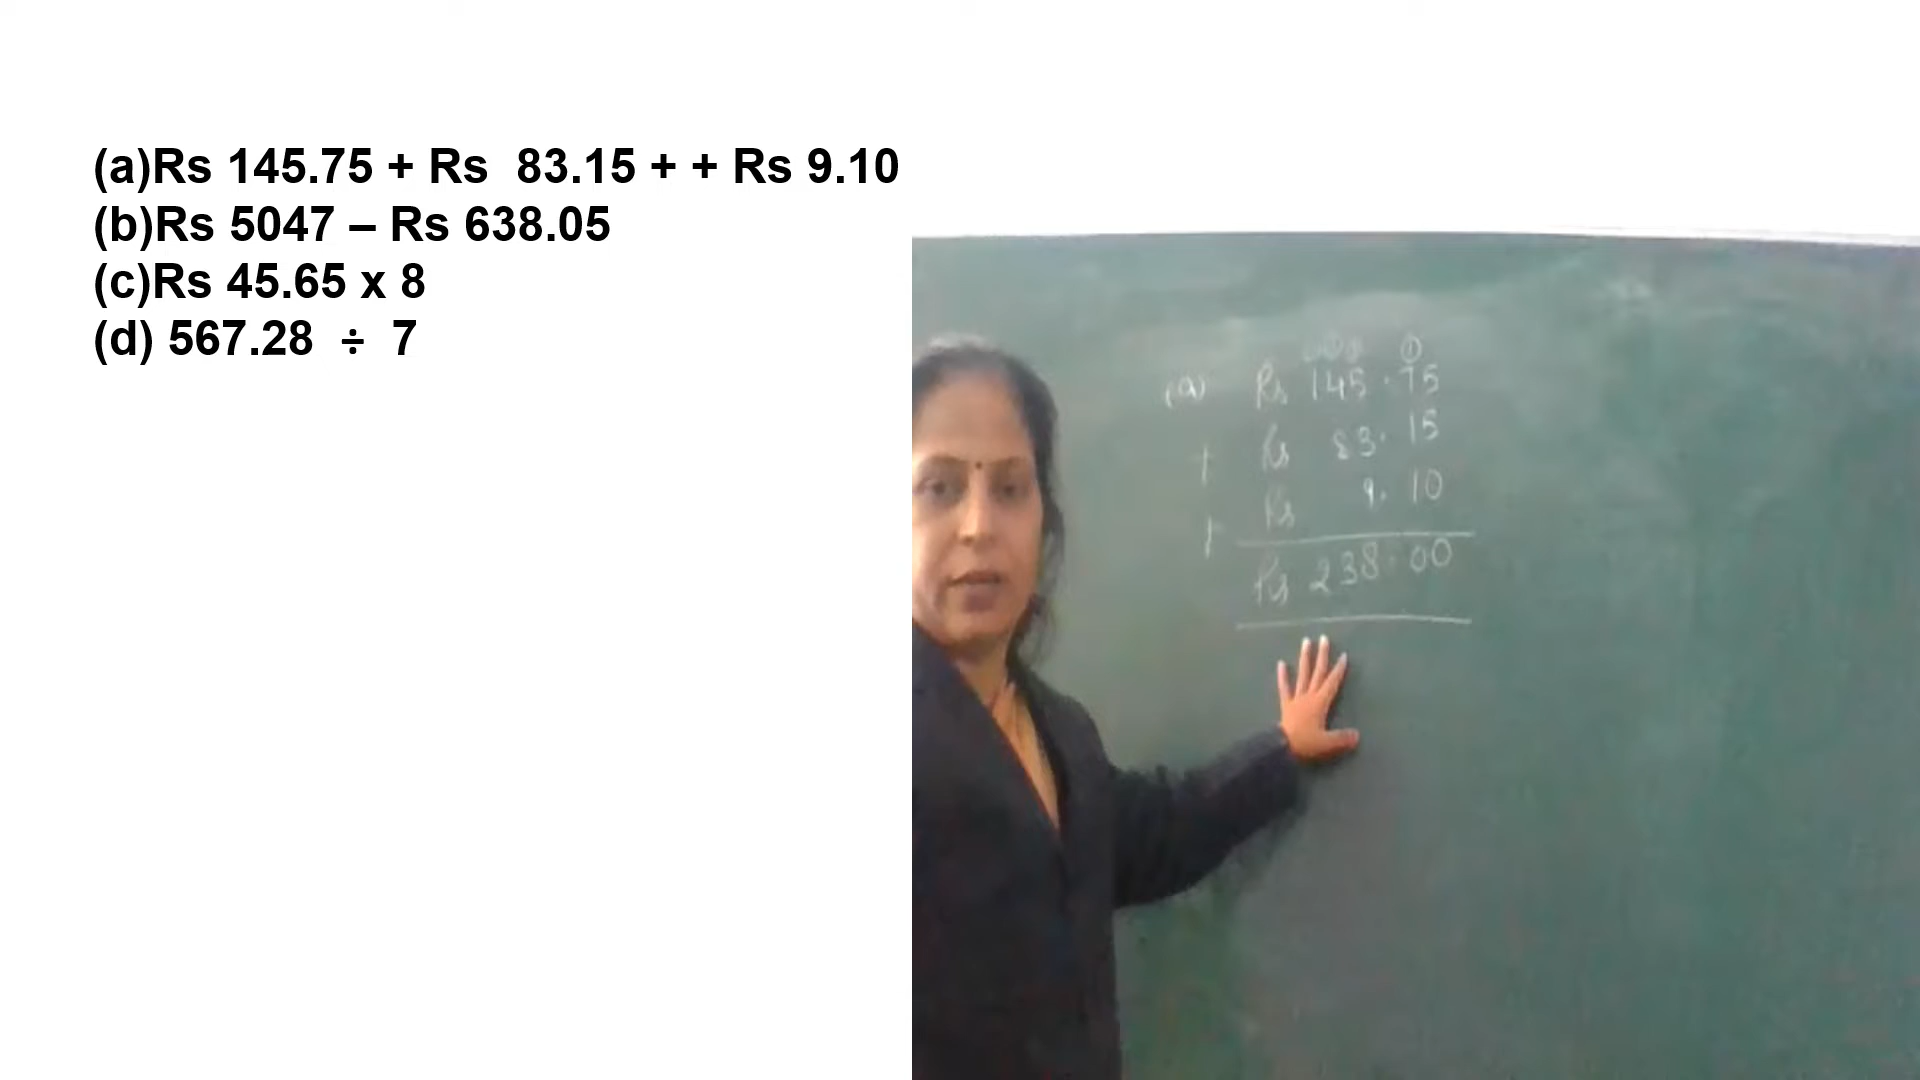 (a)Rs 145.75 + Rs 83.15 + + Rs 9.10
(b)Rs 5047 – Rs 638.05
(c)Rs 45.65 x 8
(d) 567.28 ÷ 7
(a) Rs 145.75
+ Rs 83.15
+ Rs 9.10
Rs 238.00